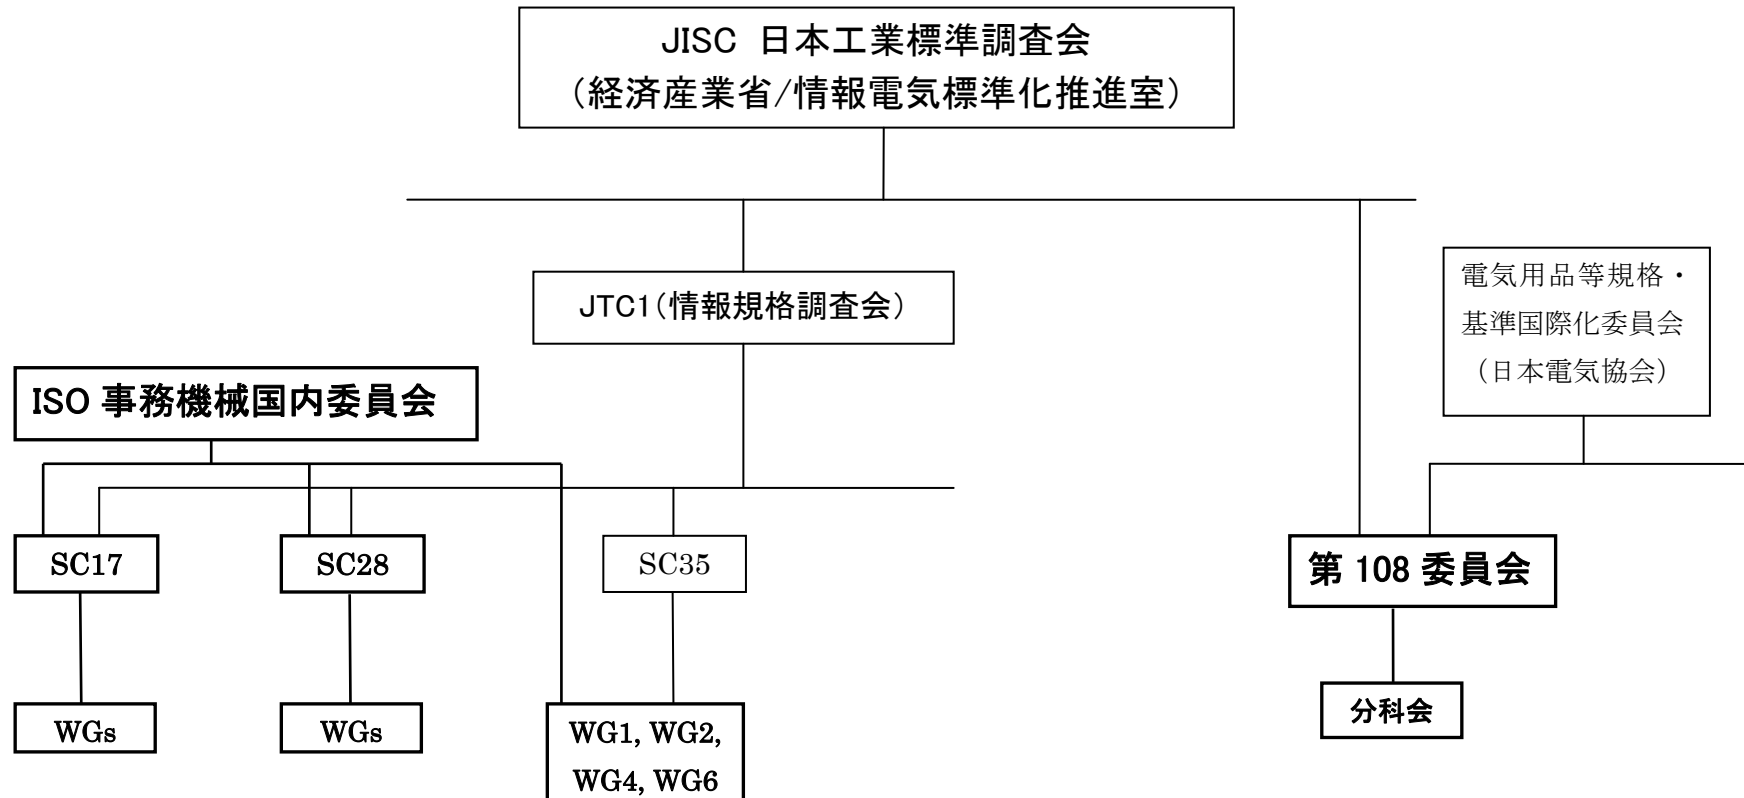 JISC 日本工業標準調査会
(経済産業省/情報電気標準化推進室)
JTC1(情報規格調査会)
電気用品等規格・
基準国際化委員会
(日本電気協会)
ISO 事務機械国内委員会
SC17
SC28
SC35
第 108 委員会
WGs
WGs
WG1, WG2,
WG4, WG6
分科会